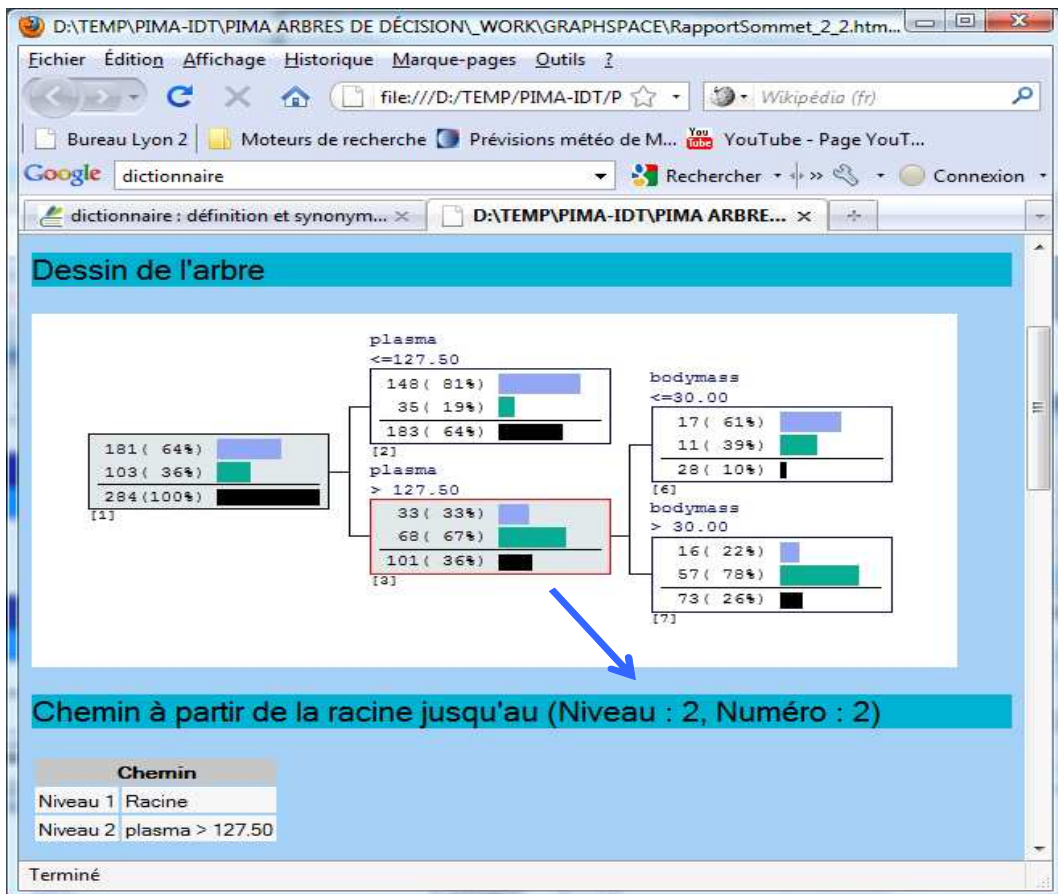 D:\TEMP\PIMA-IDT\PIMA ARBRES DE DÉCISION\_WORK\GRAPHSPACE\RapportSommet_2_2.htm...
Fichier Édition Affichage Historique Marque-pages Outils ?
file:///D:/TEMP/PIMA-IDT/P Wikipédia (fr)
Bureau Lyon 2 Moteurs de recherche Prévisions météo de M... YouTube - Page YouT...
Google dictionnaire Rechercher Connexion
dictionnaire : définition et synonym... D:\TEMP\PIMA-IDT\PIMA ARBRE...
Dessin de l'arbre
181( 64%)
103( 36%)
284(100%)
[1]
plasma
<=127.50
148( 81%)
35( 19%)
183( 64%)
[2]
plasma
> 127.50
33( 33%)
68( 67%)
101( 36%)
[3]
bodymass
<=30.00
17( 61%)
11( 39%)
28( 10%)
[6]
bodymass
> 30.00
16( 22%)
57( 78%)
73( 26%)
[7]
Chemin à partir de la racine jusqu'au (Niveau : 2, Numéro : 2)
Chemin
Niveau 1 Racine
Niveau 2 plasma > 127.50
Terminé